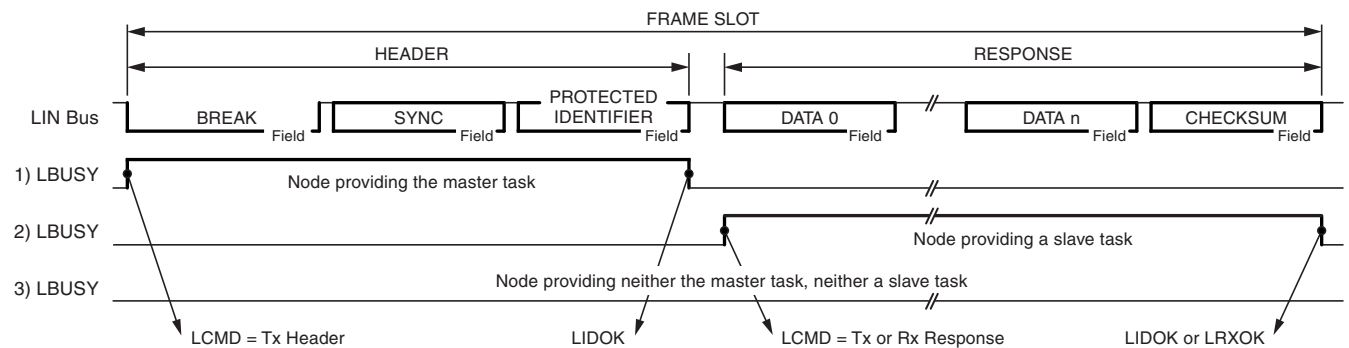 FRAME SLOT
HEADER
RESPONSE
LIN Bus
BREAK
Field
SYNC
Field
PROTECTED
IDENTIFIER
Field
DATA 0
Field
DATA n
Field
CHECKSUM
Field
1) LBUSY
Node providing the master task
2) LBUSY
Node providing a slave task
Node providing neither the master task, neither a slave task
3) LBUSY
LCMD = Tx Header
LIDOK
LCMD = Tx or Rx Response
LIDOK or LRXOK